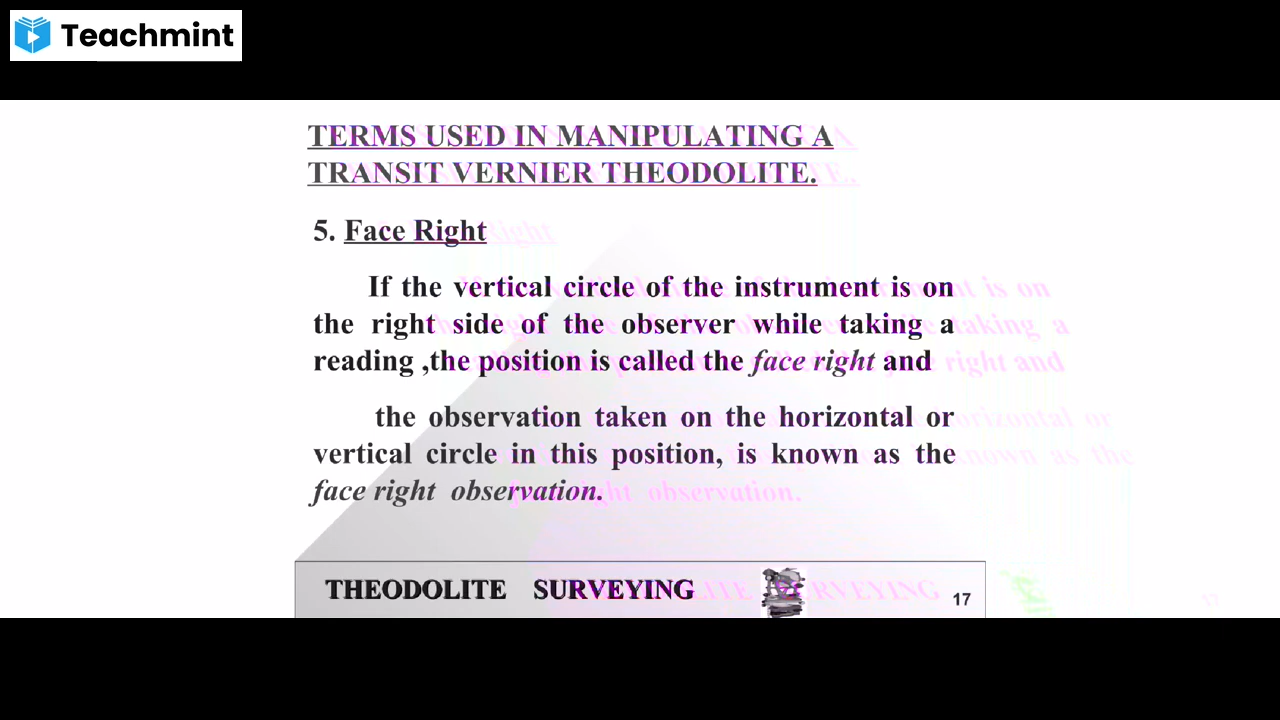 Teachmint
TERMS USED IN MANIPULATING A
TRANSIT VERNIER THEODOLITE.
5. Face Right
If the vertical circle of the instrument is on
the right side of the observer while taking a
reading ,the position is called the face right and
the observation taken on the horizontal or
vertical circle in this position, is known as the
face right observation.
THEODOLITE SURVEYING
17